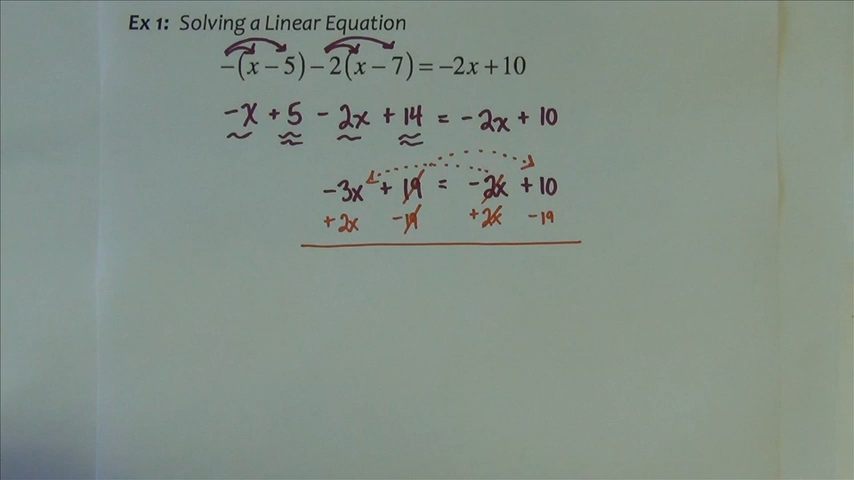 Ex 1: Solving a Linear Equation
−(x − 5) − 2(x − 7) = −2x + 10
-x + 5 - 2x + 14 = -2x + 10
-3x + 19 = -2x + 10
+2x -19 +2x -19